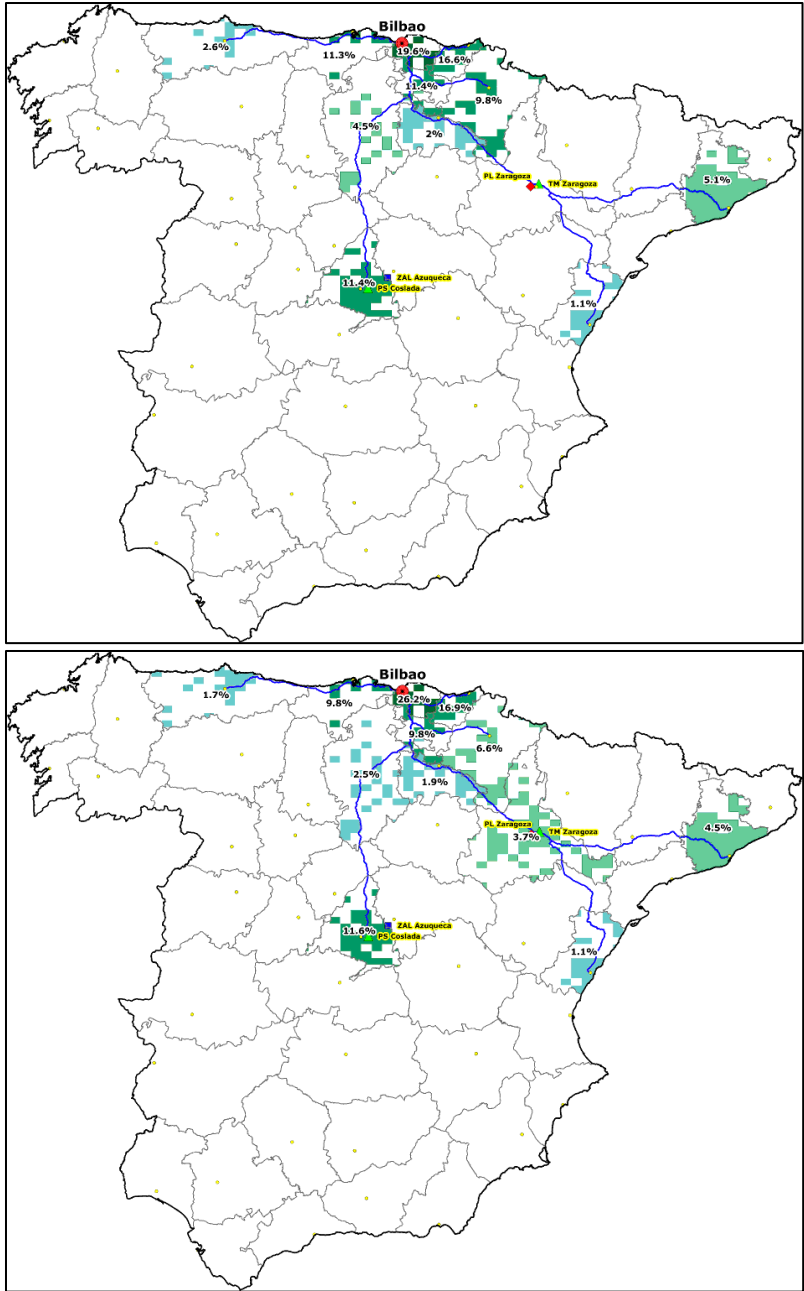 Bilbao
2.6%
11.3%
19.6%
16.6%
11.4%
9.8%
4.5%
2%
PL Zaragoza
TM Zaragoza
5.1%
ZAL Azuqueca
11.4%
PS Coslada
1.1%
Bilbao
1.7%
9.8%
26.2%
16.9%
9.8%
6.6%
2.5%
1.9%
PL Zaragoza
TM Zaragoza
3.7%
4.5%
ZAL Azuqueca
11.6%
PS Coslada
1.1%